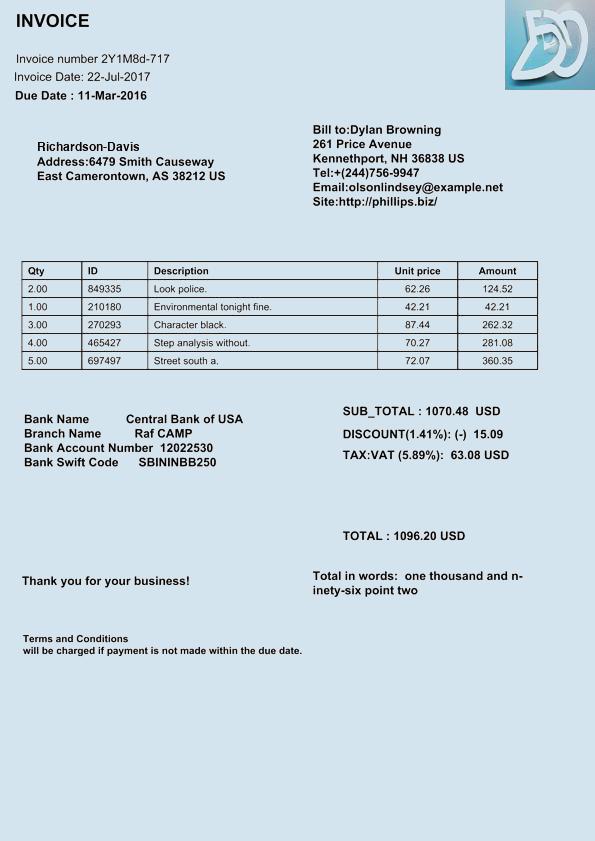 INVOICE
Invoice number 2Y1M8d-717
Invoice Date: 22-Jul-2017
Due Date : 11-Mar-2016
Richardson-Davis
Address:6479 Smith Causeway
East Camerontown, AS 38212 US
Bill to:Dylan Browning
261 Price Avenue
Kennethport, NH 36838 US
Tel:+(244)756-9947
Email:olsonlindsey@example.net
Site:http://phillips.biz/
Qty ID Description Unit price Amount
2.00 849335 Look police. 62.26 124.52
1.00 210180 Environmental tonight fine. 42.21 42.21
3.00 270293 Character black. 87.44 262.32
4.00 465427 Step analysis without. 70.27 281.08
5.00 697497 Street south a. 72.07 360.35
Bank Name Central Bank of USA
Branch Name Raf CAMP
Bank Account Number 12022530
Bank Swift Code SBININBB250
SUB_TOTAL : 1070.48 USD
DISCOUNT(1.41%): (-) 15.09
TAX:VAT (5.89%): 63.08 USD
TOTAL : 1096.20 USD
Thank you for your business!
Total in words: one thousand and n-
inety-six point two
Terms and Conditions
will be charged if payment is not made within the due date.